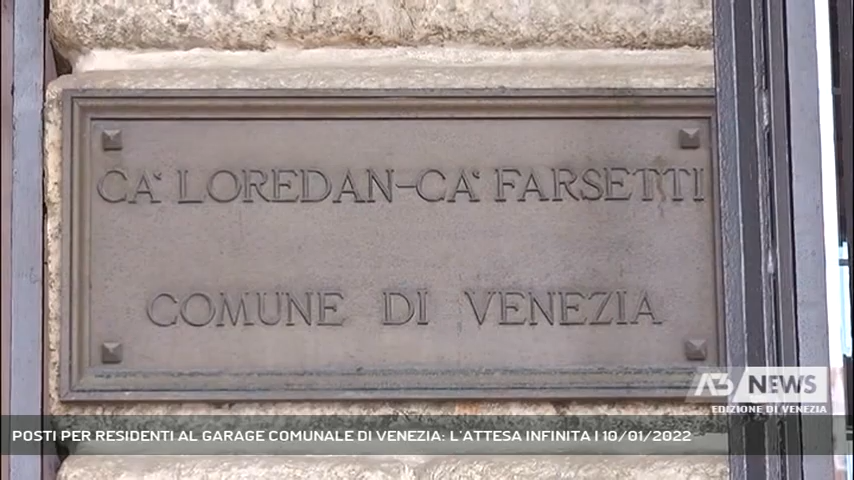 CA' LOREDAN-CA' FARSETTI
COMUNE DI VENEZIA
A3 NEWS
EDIZIONE DI VENEZIA
POSTI PER RESIDENTI AL GARAGE COMUNALE DI VENEZIA: L'ATTESA INFINITA | 10/01/2022